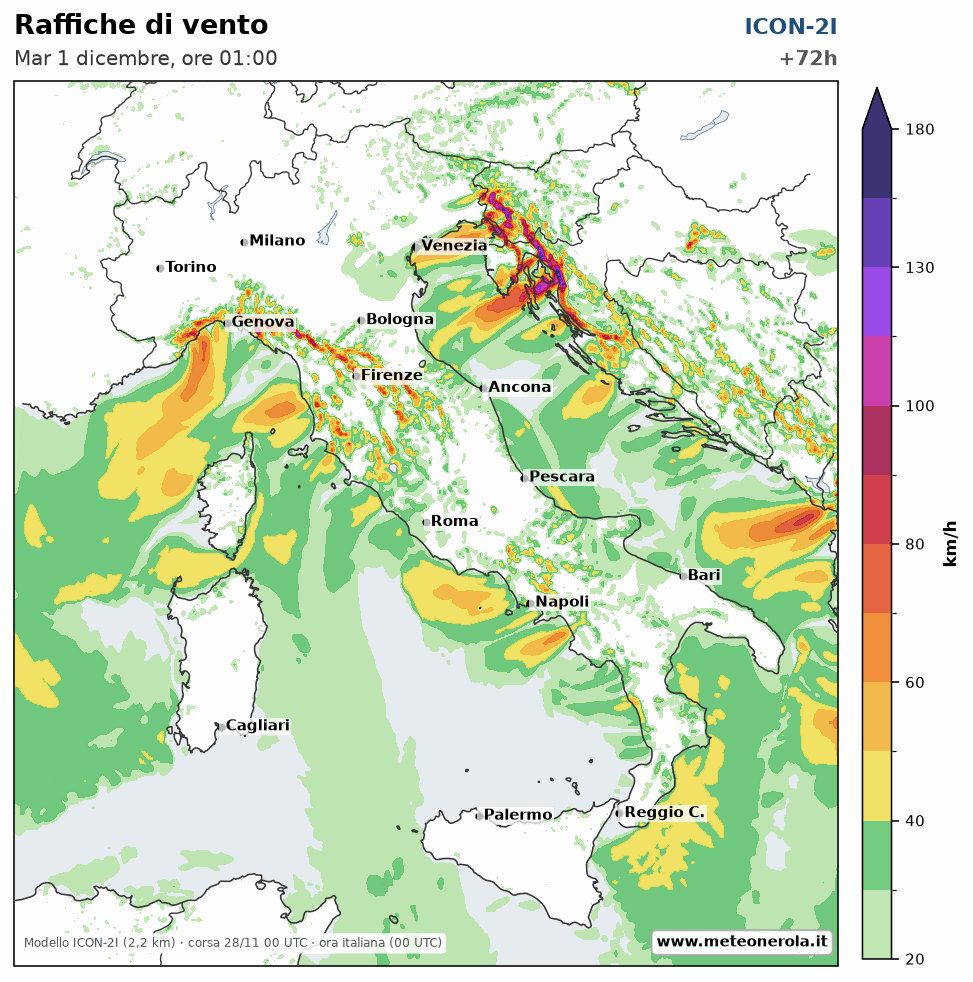 Raffiche di vento
ICON-2I
Mar 1 dicembre, ore 01:00
+72h
180
Milano
Venezia
Torino
130
Genova
Bologna
Firenze
Ancona
100
Pescara
Roma
80
km/h
Bari
Napoli
60
Cagliari
Palermo
Reggio C.
40
Modello ICON-2I (2,2 km) · corsa 28/11 00 UTC · ora italiana (00 UTC)
www.meteonerola.it
20